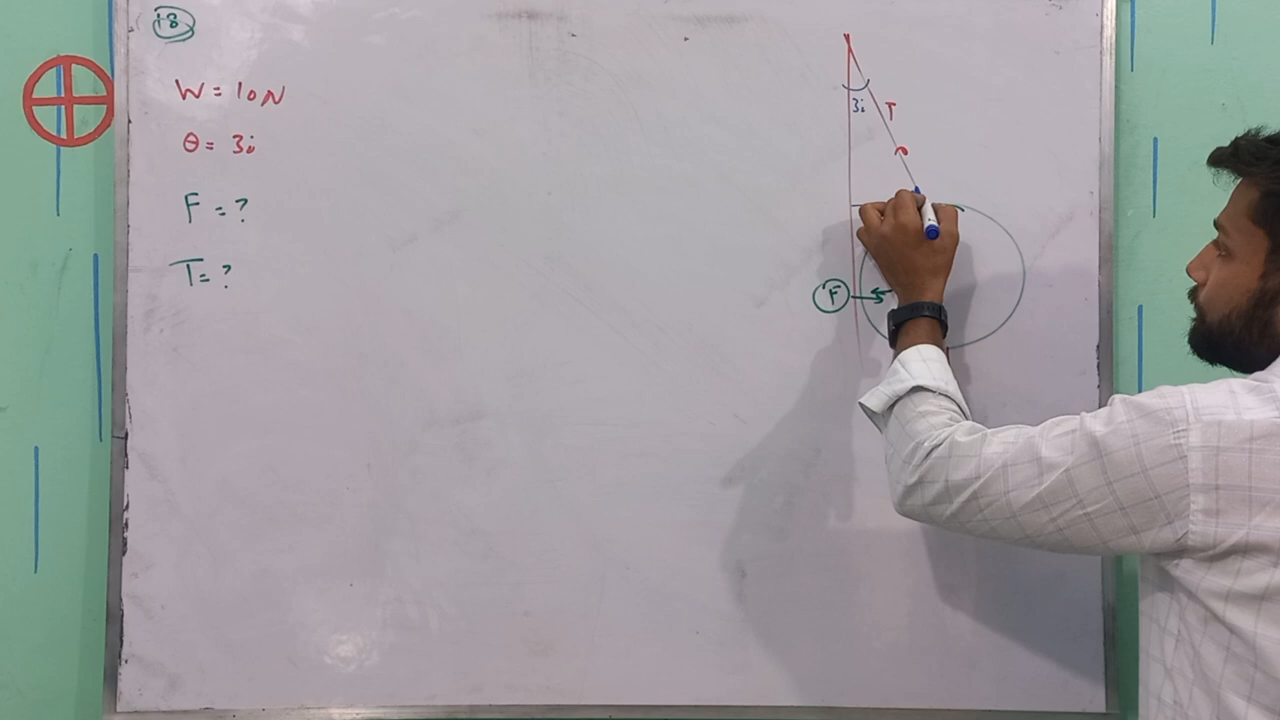 18
W = 10N
θ = 30
F = ?
T = ?
30
T
F